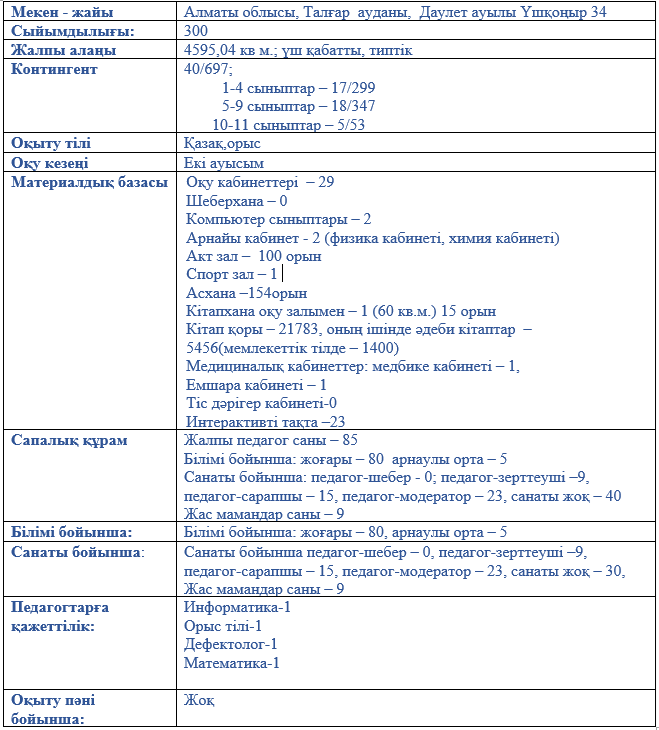 Мекен - жайы
Алматы облысы, Талғар ауданы, Даулет ауылы Үшқоңыр 34
Сыйымдылығы:
300
Жалпы алаңы
4595,04 кв м.; үш қабатты, типтік
Контингент
40/697;
1-4 сыныптар – 17/299
5-9 сыныптар – 18/347
10-11 сыныптар – 5/53
Оқыту тілі
Қазақ,орыс
Оқу кезеңі
Екі ауысым
Материалдық базасы
Оқу кабинеттері – 29
Шеберхана – 0
Компьютер сыныптары – 2
Арнайы кабинет - 2 (физика кабинеті, химия кабинеті)
Акт зал – 100 орын
Спорт зал – 1
Асхана –154орын
Кітапхана оқу залымен – 1 (60 кв.м.) 15 орын
Кітап қоры – 21783, оның ішінде әдеби кітаптар –
5456(мемлекеттік тілде – 1400)
Медициналық кабинеттер: медбике кабинеті – 1,
Емшара кабинеті – 1
Тіс дәрігер кабинеті-0
Интерактивті тақта –23
Сапалық құрам
Жалпы педагог саны – 85
Білімі бойынша: жоғары – 80 арнаулы орта – 5
Санаты бойынша: педагог-шебер - 0; педагог-зерттеуші –9,
педагог-сарапшы – 15, педагог-модератор – 23, санаты жоқ – 40
Жас мамандар саны – 9
Білімі бойынша:
Білімі бойынша: жоғары – 80, арнаулы орта – 5
Санаты бойынша:
Санаты бойынша педагог-шебер – 0, педагог-зерттеуші –9,
педагог-сарапшы – 15, педагог-модератор – 23, санаты жоқ – 30,
Жас мамандар саны – 9
Педагогтарға
қажеттілік:
Информатика-1
Орыс тілі-1
Дефектолог-1
Математика-1
Оқыту пәні
бойынша:
Жоқ